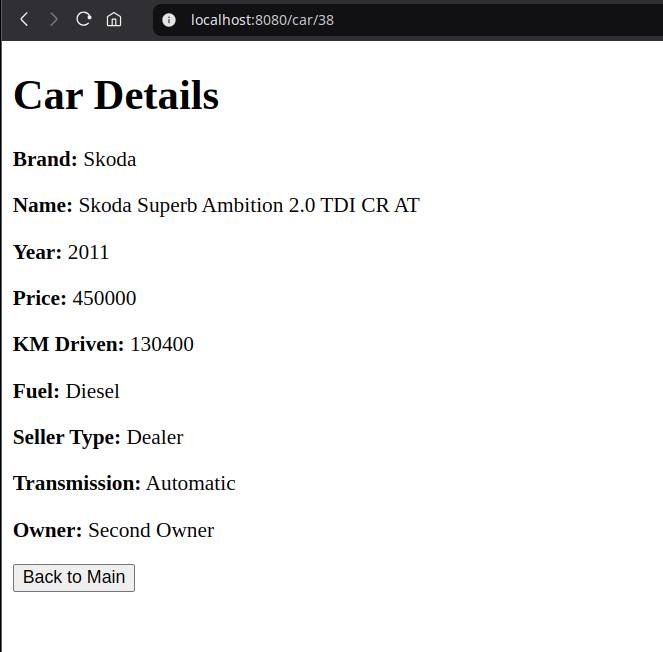 localhost:8080/car/38
Car Details
Brand: Skoda
Name: Skoda Superb Ambition 2.0 TDI CR AT
Year: 2011
Price: 450000
KM Driven: 130400
Fuel: Diesel
Seller Type: Dealer
Transmission: Automatic
Owner: Second Owner
Back to Main